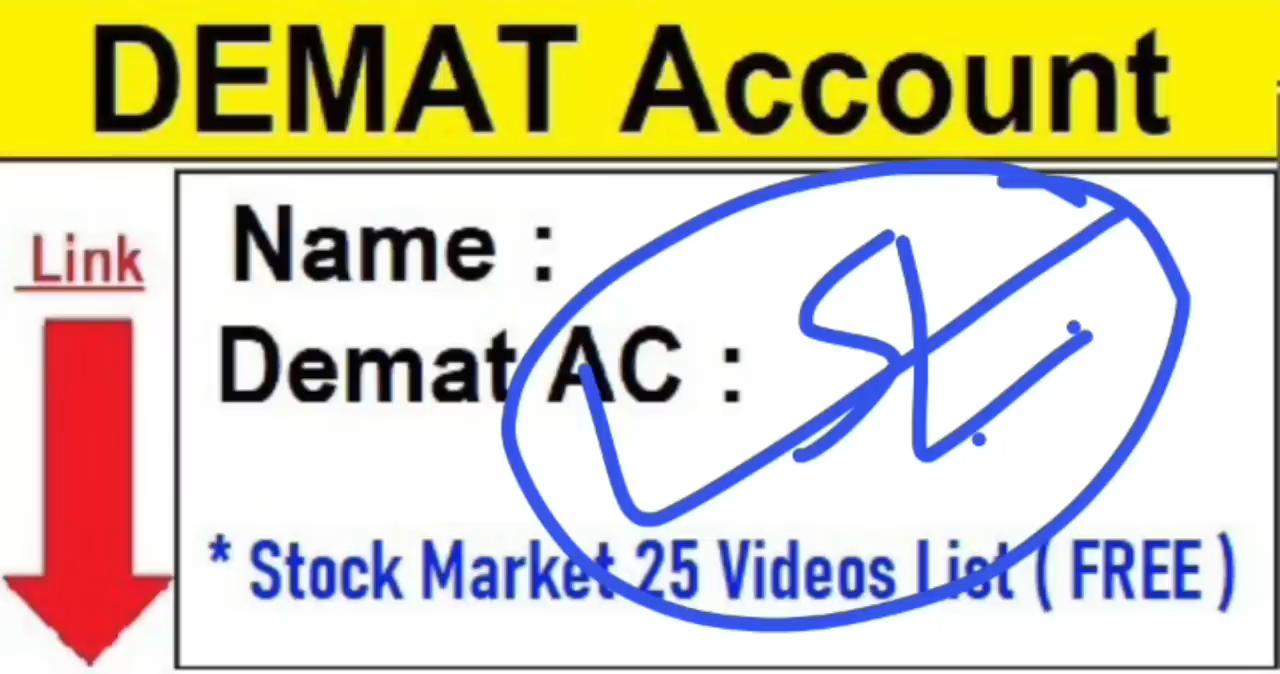 DEMAT Account
Link
Name :
Demat AC :
* Stock Market 25 Videos List ( FREE )